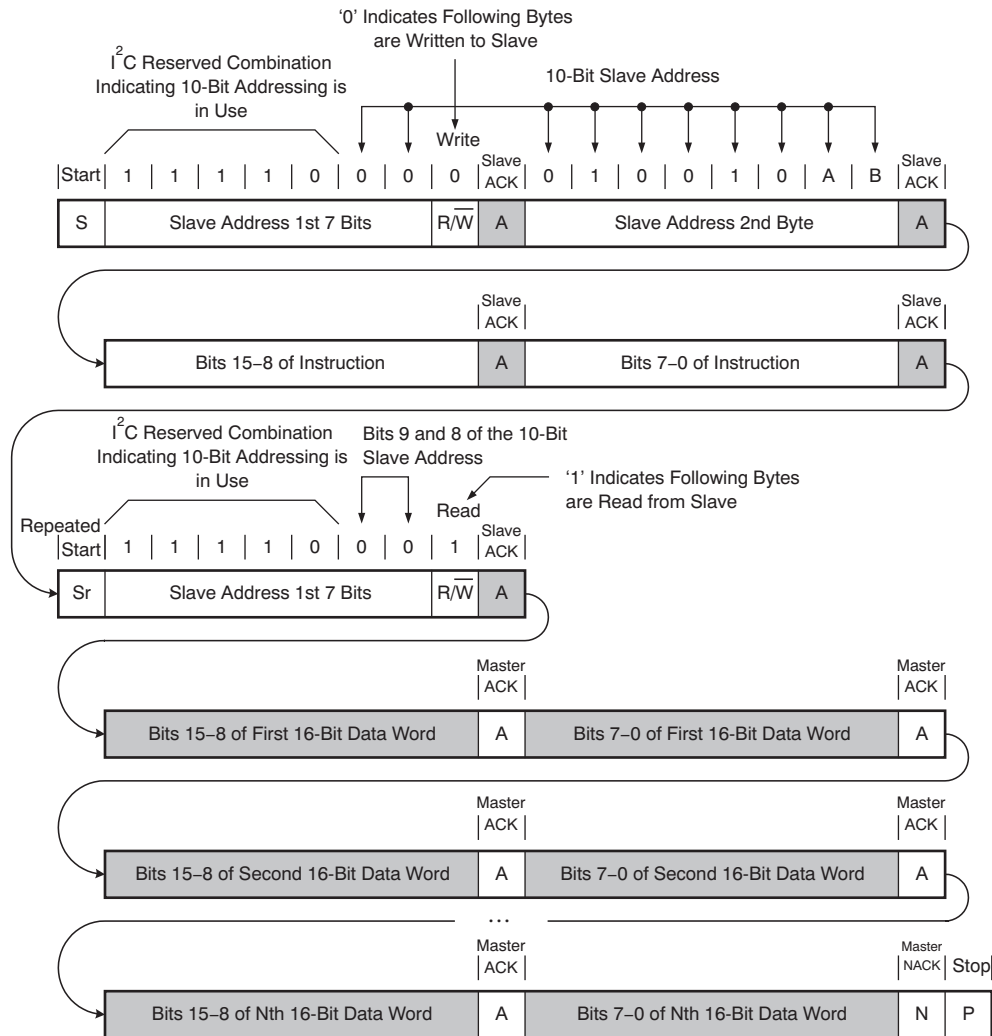 '0' Indicates Following Bytes
are Written to Slave
I2C Reserved Combination
Indicating 10-Bit Addressing is
in Use
10-Bit Slave Address
Write
Start 1 1 1 1 0 0 0 0 Slave ACK 0 1 0 0 1 0 A B Slave ACK
S Slave Address 1st 7 Bits R/W A Slave Address 2nd Byte A
Slave ACK Slave ACK
Bits 15–8 of Instruction A Bits 7–0 of Instruction A
I2C Reserved Combination
Indicating 10-Bit Addressing is
in Use
Bits 9 and 8 of the 10-Bit
Slave Address
'1' Indicates Following Bytes
are Read from Slave
Read
Repeated Start 1 1 1 1 0 0 0 1 Slave ACK
Sr Slave Address 1st 7 Bits R/W A
Master ACK Master ACK
Bits 15–8 of First 16-Bit Data Word A Bits 7–0 of First 16-Bit Data Word A
Master ACK Master ACK
Bits 15–8 of Second 16-Bit Data Word A Bits 7–0 of Second 16-Bit Data Word A
...
Master ACK Master NACK Stop
Bits 15–8 of Nth 16-Bit Data Word A Bits 7–0 of Nth 16-Bit Data Word N P